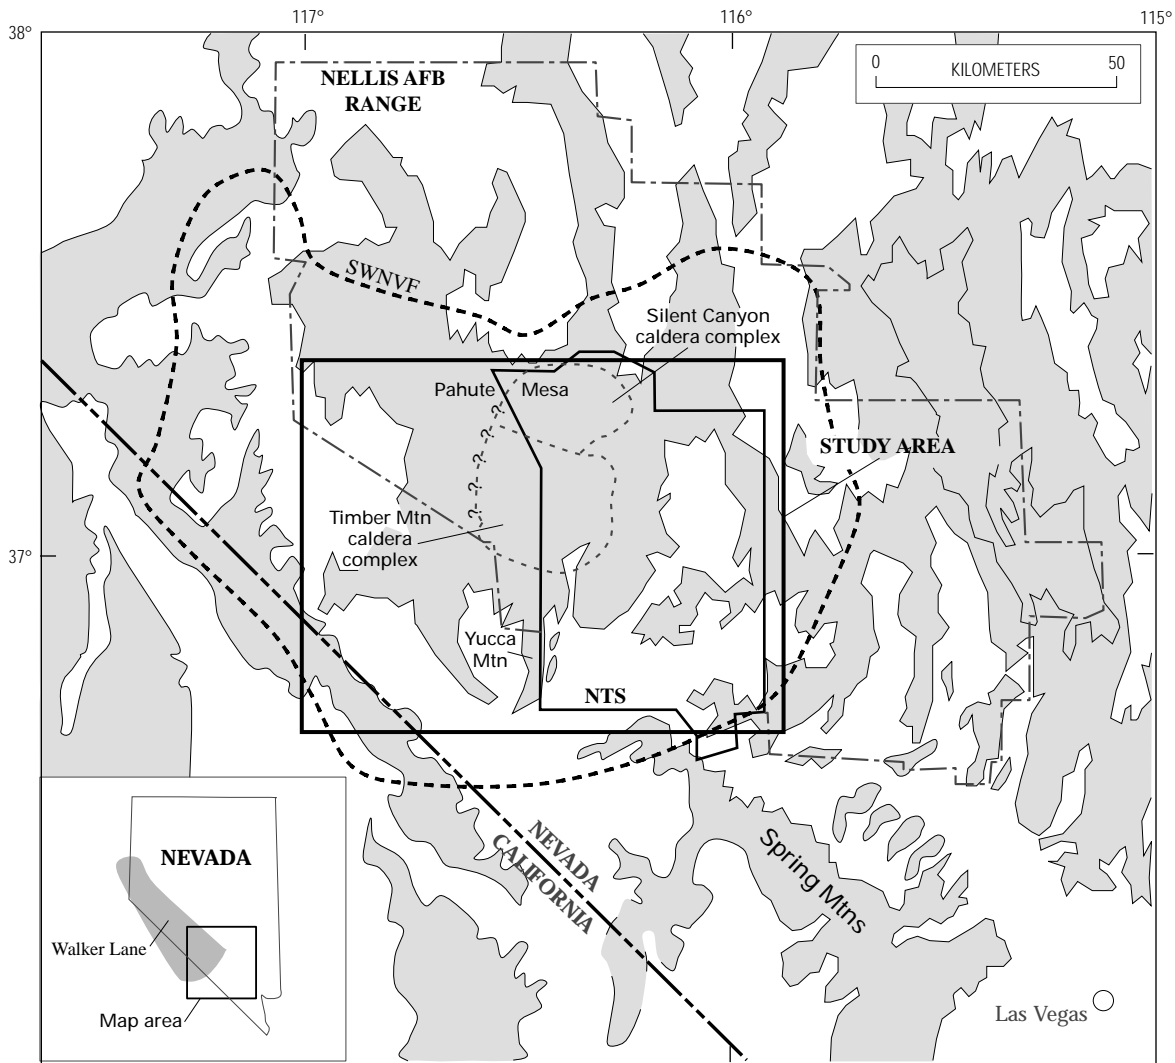 117°
116°
115°
38°
NELLIS AFB
RANGE
0
50
KILOMETERS
SWNVF
Silent Canyon
caldera complex
Pahute
Mesa
?
?
?
?
?
?
STUDY AREA
Timber Mtn
caldera
complex
37°
Yucca
Mtn
NTS
NEVADA
CALIFORNIA
Spring Mtns
NEVADA
Walker Lane
Map area
Las Vegas